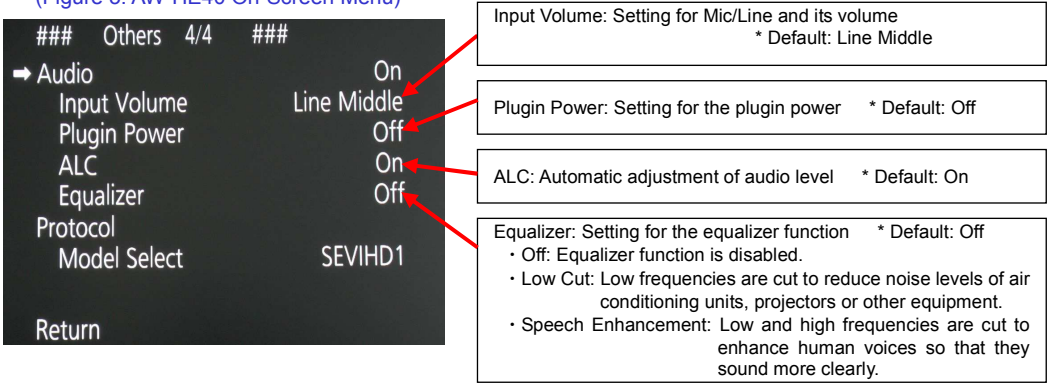 ### Others 4/4 ###
➡ Audio On
Input Volume Line Middle
Plugin Power Off
ALC On
Equalizer Off
Protocol
Model Select SEVIHD1
Return
Input Volume: Setting for Mic/Line and its volume
* Default: Line Middle
Plugin Power: Setting for the plugin power * Default: Off
ALC: Automatic adjustment of audio level * Default: On
Equalizer: Setting for the equalizer function * Default: Off
・Off: Equalizer function is disabled.
・Low Cut: Low frequencies are cut to reduce noise levels of air
conditioning units, projectors or other equipment.
・Speech Enhancement: Low and high frequencies are cut to
enhance human voices so that they
sound more clearly.